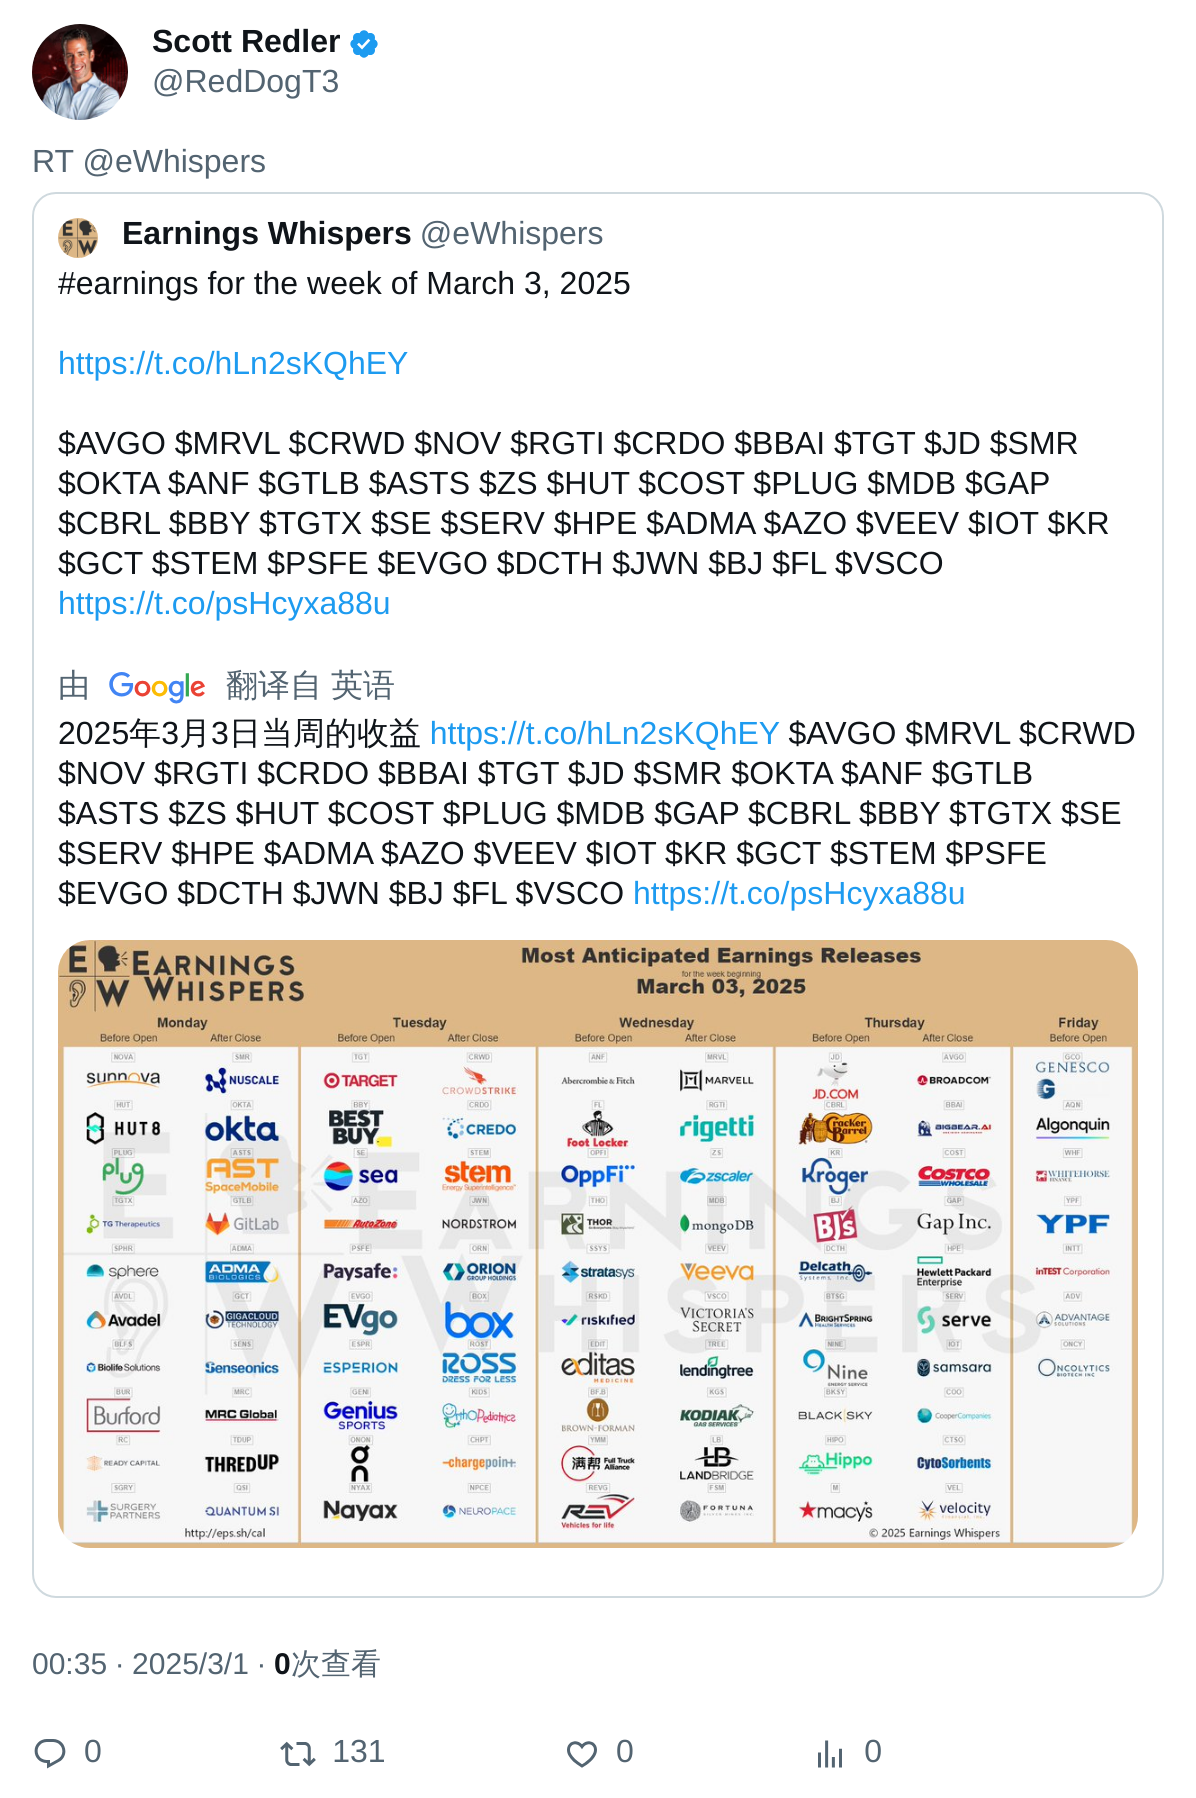 Scott Redler
@RedDogT3
RT @eWhispers
Earnings Whispers @eWhispers
#earnings for the week of March 3, 2025
https://t.co/hLn2sKQhEY
$AVGO $MRVL $CRWD $NOV $RGTI $CRDO $BBAI $TGT $JD $SMR
$OKTA $ANF $GTLB $ASTS $ZS $HUT $COST $PLUG $MDB $GAP
$CBRL $BBY $TGTX $SE $SERV $HPE $ADMA $AZO $VEEV $IOT $KR
$GCT $STEM $PSFE $EVGO $DCTH $JWN $BJ $FL $VSCO
https://t.co/psHcyxa88u
由 Google 翻译自 英语
2025年3月3日当周的收益 https://t.co/hLn2sKQhEY $AVGO $MRVL $CRWD
$NOV $RGTI $CRDO $BBAI $TGT $JD $SMR $OKTA $ANF $GTLB
$ASTS $ZS $HUT $COST $PLUG $MDB $GAP $CBRL $BBY $TGTX $SE
$SERV $HPE $ADMA $AZO $VEEV $IOT $KR $GCT $STEM $PSFE
$EVGO $DCTH $JWN $BJ $FL $VSCO https://t.co/psHcyxa88u
EARNINGS WHISPERS
Most Anticipated Earnings Releases
for the week beginning
March 03, 2025
Monday Tuesday Wednesday Thursday Friday
Before Open After Close Before Open After Close Before Open After Close Before Open After Close Before Open
NOVA SMR TGT CRWD ANF MRVL JD AVGO GCO
sunnova NUSCALE TARGET CROWDSTRIKE Abercrombie & Fitch MARVELL JD.COM BROADCOM GENESCO
HUT OKTA BBY CRDO FL RGTI CBRL BBAI AQN
HUT 8 okta BEST BUY CREDO Foot Locker rigetti Cracker Barrel BIGBEAR.AI Algonquin
PLUG ASTS SE STEM OPFI ZS KR COST WHF
plug AST SpaceMobile sea stem Energy Superintelligence OppFi zscaler Kroger COSTCO WHOLESALE WHITEHORSE FINANCE
TGTX GTLB AZO JWN THO MDB BJ GAP YPF
TG Therapeutics GitLab AutoZone NORDSTROM THOR mongoDB BJ's Gap Inc. YPF
SPHR ADMA PSFE ORN SSYS VEEV DCTH HPE INTT
sphere ADMA BIOLOGICS Paysafe: ORION GROUP HOLDINGS stratasys Veeva Delcath Systems, Inc. Hewlett Packard Enterprise inTEST Corporation
AVDL GCT EVGO BOX RSKD VSCO BTSG SERV ADV
Avadel GIGACLOUD TECHNOLOGY EVgo box riskified VICTORIA'S SECRET BRIGHTSPRING HEALTH SERVICES serve ADVANTAGE SOLUTIONS
BLFS SENS ESPR ROST EDIT TREE NINE IOT ONCY
Biolife Solutions Senseonics ESPERION ROSS DRESS FOR LESS editas MEDICINE lendingtree Nine ENERGY SERVICE samsara ONCOLYTICS BIOTECH INC
BUR MRC GENI KIDS BF.B KGS BKSY COO
Burford MRC Global Genius SPORTS OrthoPediatrics BROWN-FORMAN KODIAK GAS SERVICES BLACKSKY CooperCompanies
RC TDUP ONON CHPT YMM LB HIPO CTSO
READY CAPITAL THREDUP on chargepoin+ 满帮 Full Truck Alliance LB LANDBRIDGE Hippo CytoSorbents
SGRY QSI NYAX NPCE REVG FSM M VEL
SURGERY PARTNERS QUANTUM SI Nayax NEUROPACE REV Vehicles for life FORTUNA macy's velocity
http://eps.sh/cal © 2025 Earnings Whispers
00:35 · 2025/3/1 · 0次查看
0 131 0 0